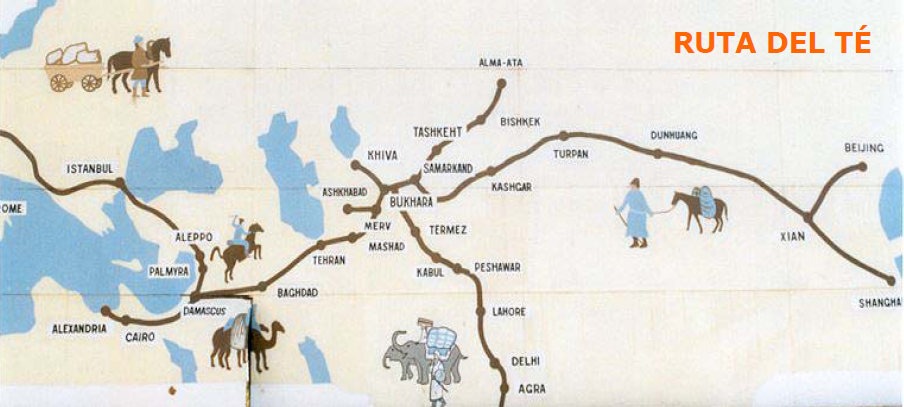 RUTA DEL TÉ
ALMA-ATA
BISHKEK
TASHKEHT
DUNHUANG
BEIJING
TURPAN
KHIVA
SAMARKAND
ISTANBUL
KASHGAR
ASHKHABAD
BUKHARA
OME
MERV
TERMEZ
XIAN
ALEPPO
MASHAD
TEHRAN
PALMYRA
KABUL
PESHAWAR
BAGHDAD
SHANGHA
DAMASCUS
LAHORE
ALEXANDRIA
CAIRO
DELHI
AGRA